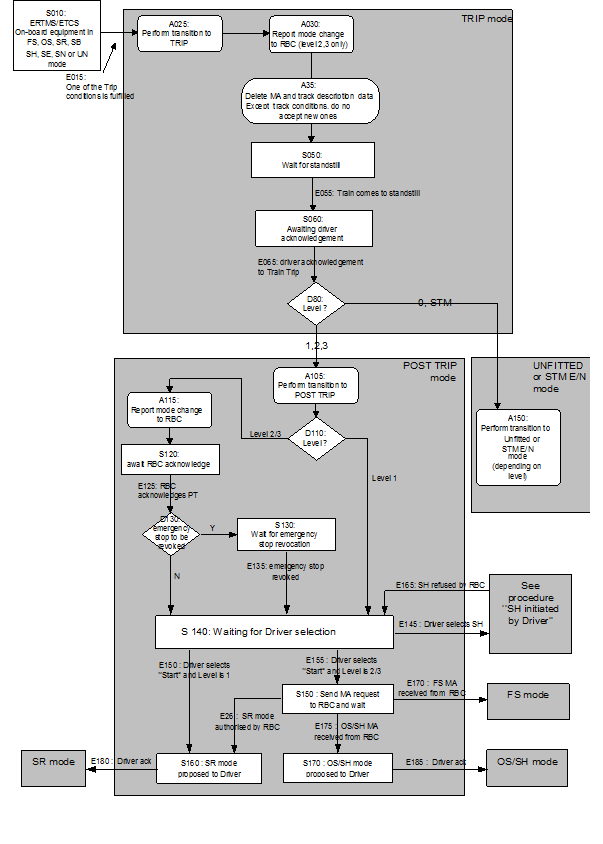 S010:
ERTMS/ETCS
On-board equipment in
FS, OS, SR, SB
SH, SE, SN or UN
mode
E015:
One of the Trip
conditions is fulfilled
A025:
Perform transition to
TRIP
A030:
Report mode change
to RBC (level 2,3 only)
TRIP mode
A35:
Delete MA and track description data
Except track conditions. do no
accept new ones
S050:
Wait for standstill
E055: Train comes to standstill
S060:
Awaiting driver
acknowledgement
E065: driver acknowledgement
to Train Trip
D80:
Level ?
0, STM
1,2,3
POST TRIP
mode
A105:
Perform transition to
POST TRIP
UNFITTED
or STM E/N
mode
A115:
Report mode change
to RBC
D110:
Level ?
Level 2/3
Level 1
A150:
Perform transition to
Unfitted or
STM E/N
mode
(depending on
level)
S120:
await RBC acknowledge
E125: RBC
acknowledges PT
D130:
emergency
stop to be
revoked
Y
N
S130:
Wait for emergency
stop revocation
E135: emergency stop
revoked
E165: SH refused by RBC
See
procedure
"SH initiated
by Driver"
S 140: Waiting for Driver selection
E145 : Driver selects SH
E150 : Driver selects
"Start" and Level is 1
E155 : Driver selects
"Start" and Level is 2/3
S150 : Send MA request
to RBC and wait
E170 : FS MA
received from RBC
FS mode
E26 : SR mode
authorised by RBC
E175 : OS/SH MA
received from RBC
SR mode
E180 : Driver ack
S160 : SR mode
proposed to Driver
S170 : OS/SH mode
proposed to Driver
E185 : Driver ack
OS/SH mode